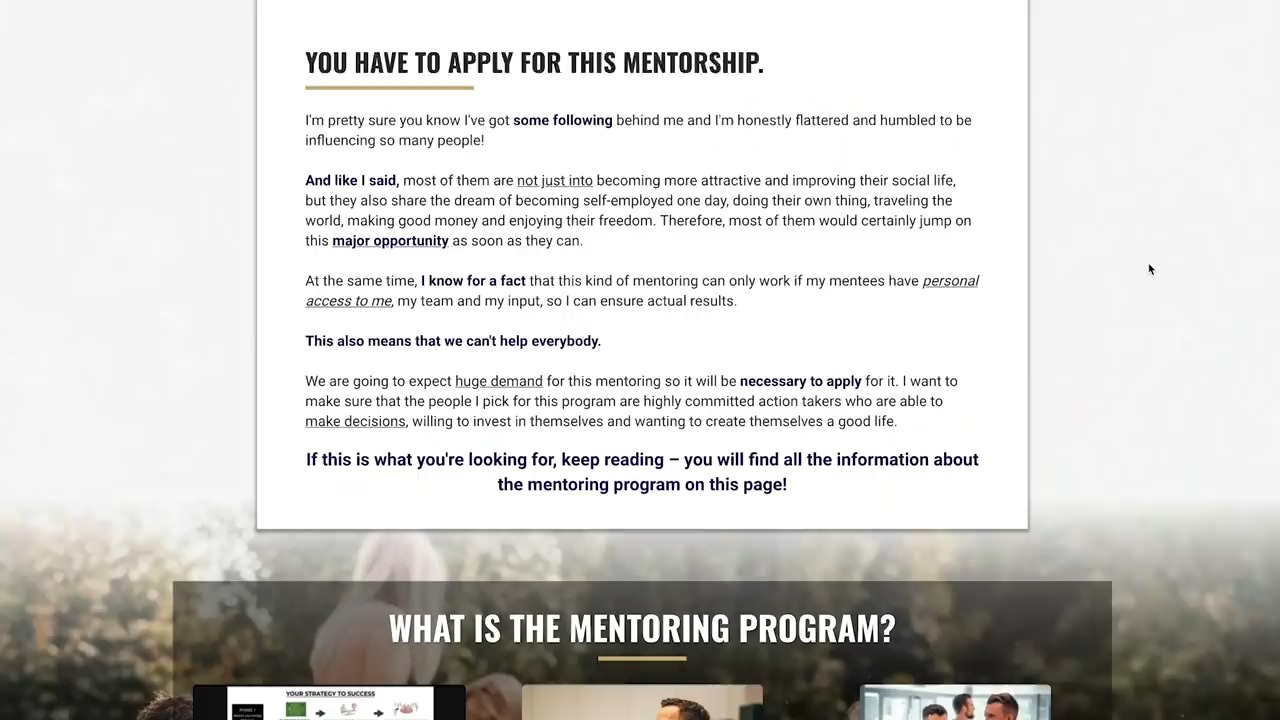 YOU HAVE TO APPLY FOR THIS MENTORSHIP.
I'm pretty sure you know I've got some following behind me and I'm honestly flattered and humbled to be
influencing so many people!
And like I said, most of them are not just into becoming more attractive and improving their social life,
but they also share the dream of becoming self-employed one day, doing their own thing, traveling the
world, making good money and enjoying their freedom. Therefore, most of them would certainly jump on
this major opportunity as soon as they can.
At the same time, I know for a fact that this kind of mentoring can only work if my mentees have personal
access to me, my team and my input, so I can ensure actual results.
This also means that we can't help everybody.
We are going to expect huge demand for this mentoring so it will be necessary to apply for it. I want to
make sure that the people I pick for this program are highly committed action takers who are able to
make decisions, willing to invest in themselves and wanting to create themselves a good life.
If this is what you're looking for, keep reading – you will find all the information about
the mentoring program on this page!
WHAT IS THE MENTORING PROGRAM?
YOUR STRATEGY TO SUCCESS